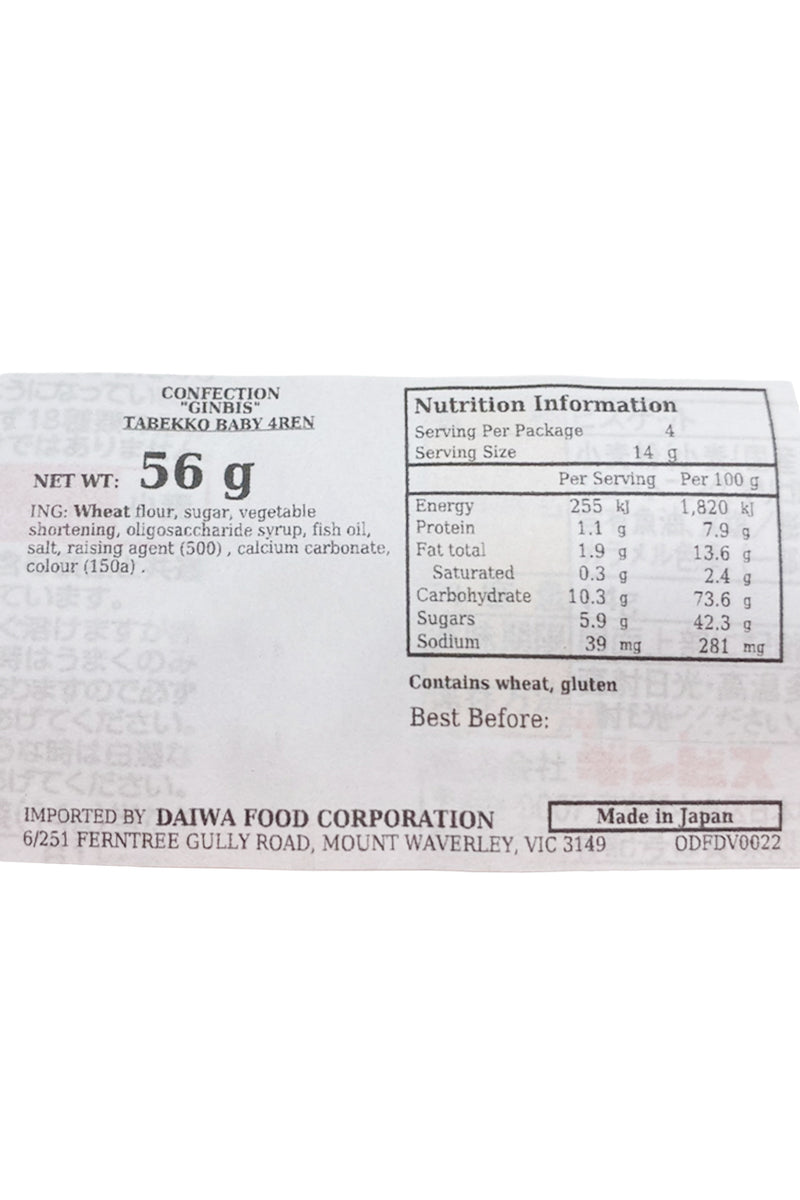 CONFECTION
"GINBIS"
TABEKKO BABY 4REN
NET WT: 56 g
ING: Wheat flour, sugar, vegetable
shortening, oligosaccharide syrup, fish oil,
salt, raising agent (500) , calcium carbonate,
colour (150a) .
Nutrition Information
Serving Per Package 4
Serving Size 14 g
Per Serving Per 100 g
Energy 255 kJ 1,820 kJ
Protein 1.1 g 7.9 g
Fat total 1.9 g 13.6 g
Saturated 0.3 g 2.4 g
Carbohydrate 10.3 g 73.6 g
Sugars 5.9 g 42.3 g
Sodium 39 mg 281 mg
Contains wheat, gluten
Best Before:
IMPORTED BY DAIWA FOOD CORPORATION
Made in Japan
6/251 FERNTREE GULLY ROAD, MOUNT WAVERLEY, VIC 3149
ODFDV0022